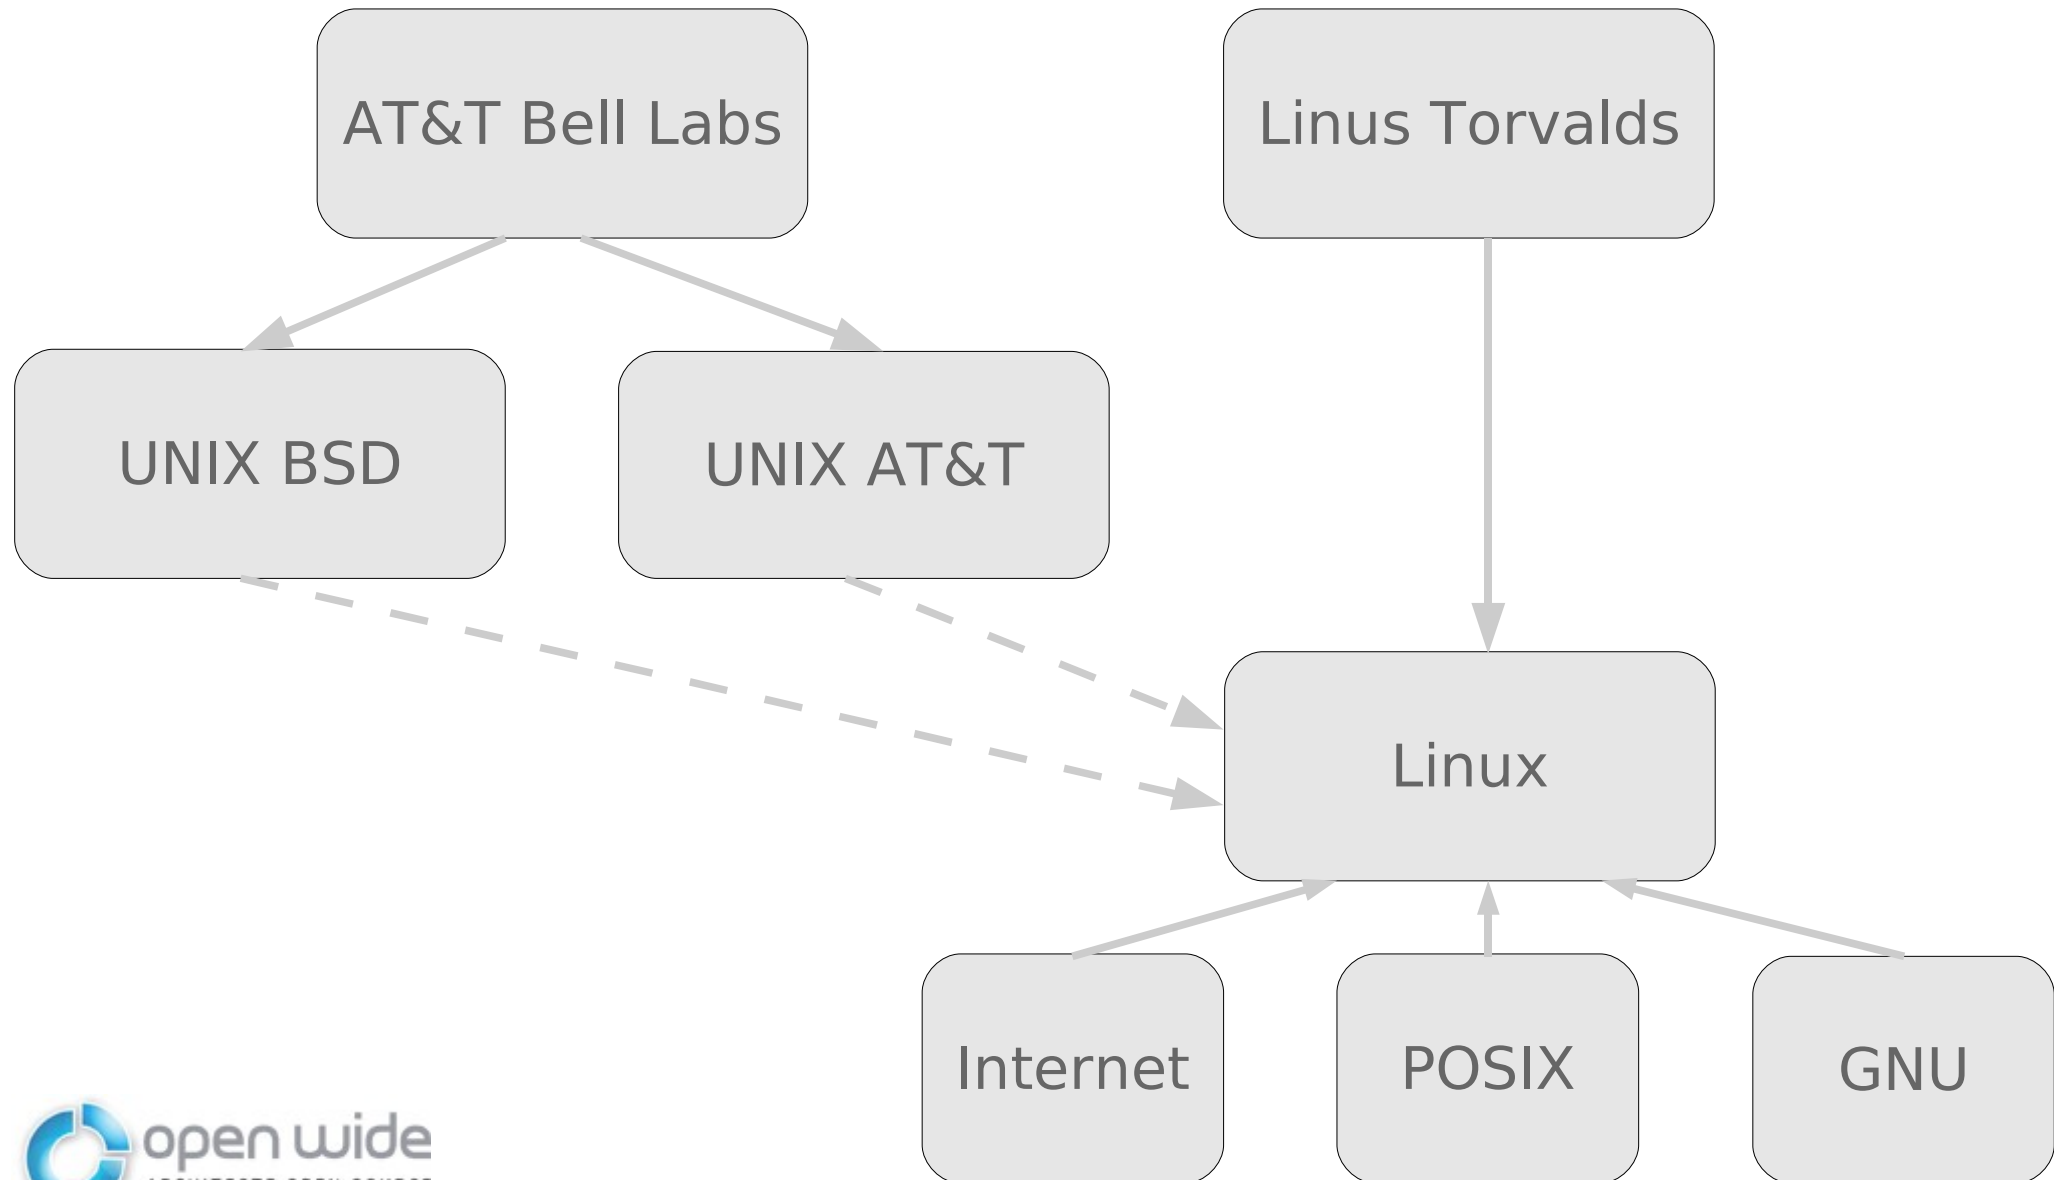 AT&T Bell Labs
Linus Torvalds
UNIX BSD
UNIX AT&T
Linux
Internet
POSIX
GNU
open wide